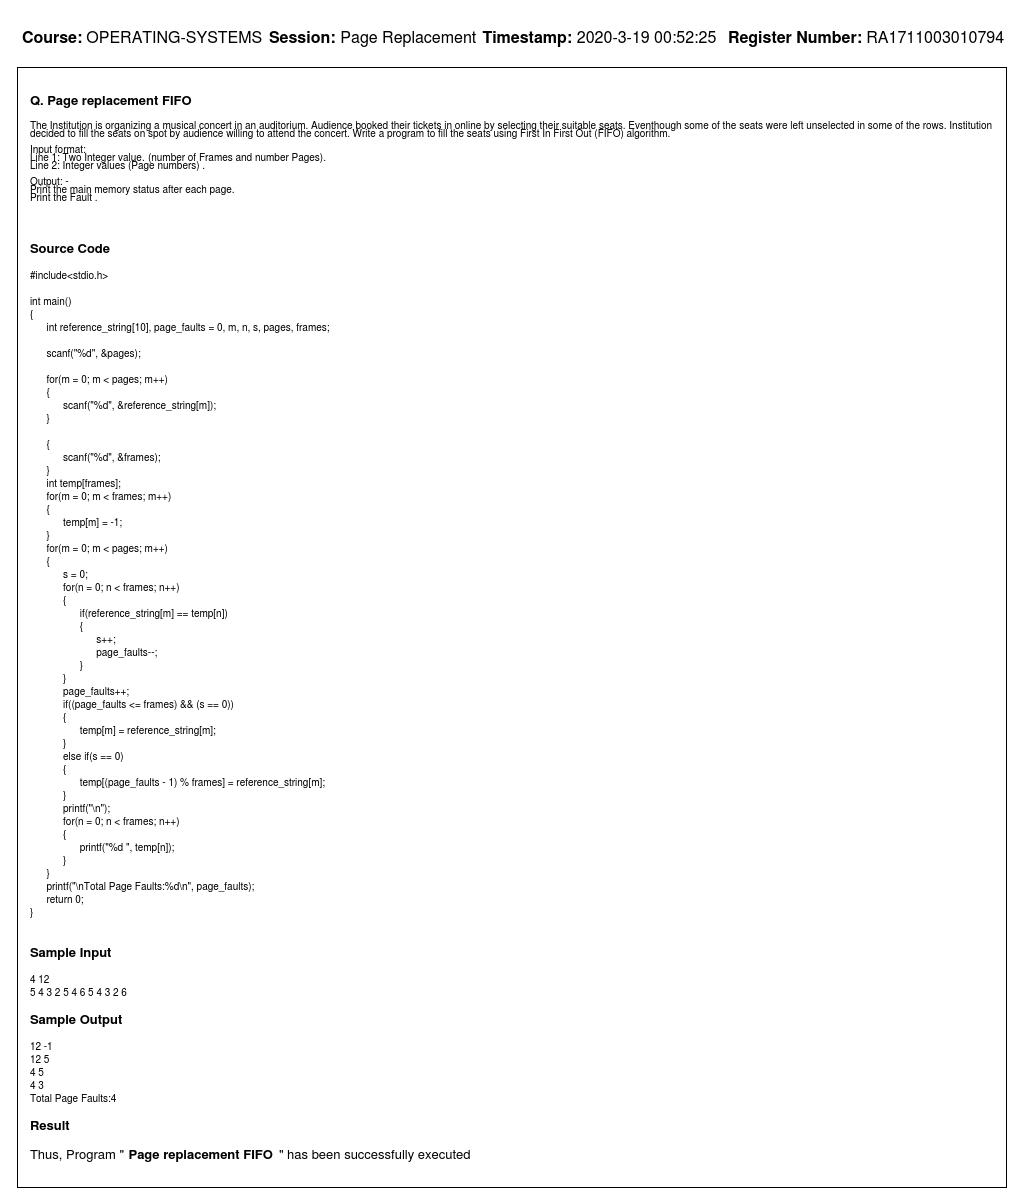 Course: OPERATING-SYSTEMS Session: Page Replacement Timestamp: 2020-3-19 00:52:25 Register Number: RA1711003010794
Q. Page replacement FIFO
The Institution is organizing a musical concert in an auditorium. Audience booked their tickets in online by selecting their suitable seats. Eventhough some of the seats were left unselected in some of the rows. Institution
decided to fill the seats on spot by audience willing to attend the concert. Write a program to fill the seats using First In First Out (FIFO) algorithm.
Input format:
Line 1: Two Integer value. (number of Frames and number Pages).
Line 2: Integer values (Page numbers) .
Output: -
Print the main memory status after each page.
Print the Fault .
Source Code
#include<stdio.h>
int main()
{
int reference_string[10], page_faults = 0, m, n, s, pages, frames;
scanf("%d", &pages);
for(m = 0; m < pages; m++)
{
scanf("%d", &reference_string[m]);
}
{
scanf("%d", &frames);
}
int temp[frames];
for(m = 0; m < frames; m++)
{
temp[m] = -1;
}
for(m = 0; m < pages; m++)
{
s = 0;
for(n = 0; n < frames; n++)
{
if(reference_string[m] == temp[n])
{
s++;
page_faults--;
}
}
page_faults++;
if((page_faults <= frames) && (s == 0))
{
temp[m] = reference_string[m];
}
else if(s == 0)
{
temp[(page_faults - 1) % frames] = reference_string[m];
}
printf("\n");
for(n = 0; n < frames; n++)
{
printf("%d ", temp[n]);
}
}
printf("\nTotal Page Faults:%d\n", page_faults);
return 0;
}
Sample Input
4 12
5 4 3 2 5 4 6 5 4 3 2 6
Sample Output
12 -1
12 5
4 5
4 3
Total Page Faults:4
Result
Thus, Program " Page replacement FIFO " has been successfully executed